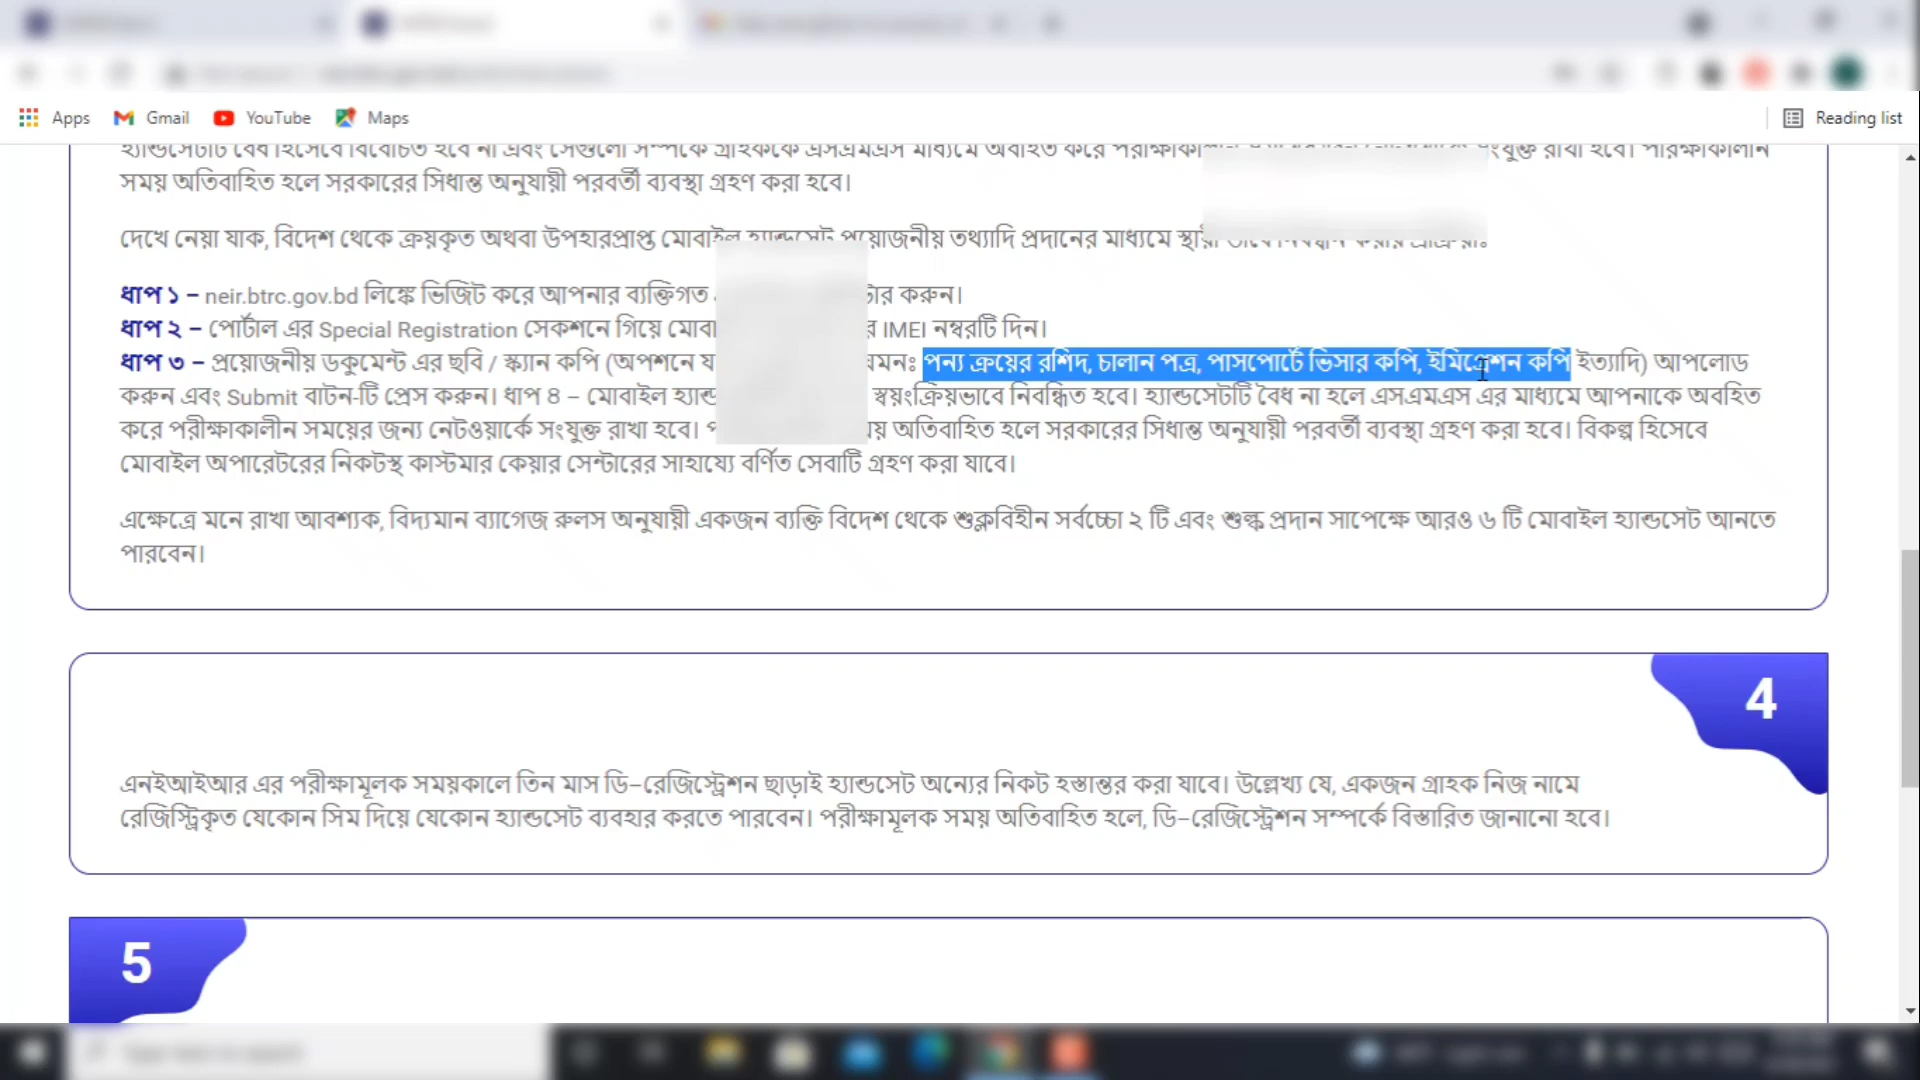 Apps Gmail YouTube Maps Reading list
সময় অতিবাহিত হলে সরকারের সিধান্ত অনুযায়ী পরবর্তী ব্যবস্থা গ্রহণ করা হবে।
দেখে নেয়া যাক, বিদেশ থেকে ক্রয়কৃত অথবা উপহারপ্রাপ্ত মোবাইল হ্যান্ডসেট প্রয়োজনীয় তথ্যাদি প্রদানের মাধ্যমে
ধাপ ১ – neir.btrc.gov.bd লিঙ্কে ভিজিট করে আপনার ব্যক্তিগত করুন।
ধাপ ২ – পোর্টাল এর Special Registration সেকশনে গিয়ে IMEI নম্বরটি দিন।
ধাপ ৩ – প্রয়োজনীয় ডকুমেন্ট এর ছবি / স্ক্যান কপি (অপশনে পন্য ক্রয়ের রশিদ, চালান পত্র, পাসপোর্টে ভিসার কপি, ইমিগ্রেশন কপি ইত্যাদি) আপলোড
করুন এবং Submit বাটন-টি প্রেস করুন। ধাপ ৪ – মোবাইল স্বয়ংক্রিয়ভাবে নিবন্ধিত হবে। হ্যান্ডসেটটি বৈধ না হলে এসএমএস এর মাধ্যমে আপনাকে অবহিত
করে পরীক্ষাকালীন সময়ের জন্য নেটওয়ার্কে সংযুক্ত রাখা হবে। অতিবাহিত হলে সরকারের সিধান্ত অনুযায়ী পরবর্তী ব্যবস্থা গ্রহণ করা হবে। বিকল্প হিসেবে
মোবাইল অপারেটরের নিকটস্থ কাস্টমার কেয়ার সেন্টারের সাহায্যে বর্ণিত সেবাটি গ্রহণ করা যাবে।
এক্ষেত্রে মনে রাখা আবশ্যক, বিদ্যমান ব্যাগেজ রুলস অনুযায়ী একজন ব্যক্তি বিদেশ থেকে শুল্কবিহীন সর্বচ্চো ২ টি এবং শুল্ক প্রদান সাপেক্ষে আরও ৬ টি মোবাইল হ্যান্ডসেট আনতে
পারবেন।
4
এনইআইআর এর পরীক্ষামূলক সময়কালে তিন মাস ডি–রেজিস্ট্রেশন ছাড়াই হ্যান্ডসেট অন্যের নিকট হস্তান্তর করা যাবে। উল্লেখ্য যে, একজন গ্রাহক নিজ নামে
রেজিস্ট্রিকৃত যেকোন সিম দিয়ে যেকোন হ্যান্ডসেট ব্যবহার করতে পারবেন। পরীক্ষামূলক সময় অতিবাহিত হলে, ডি–রেজিস্ট্রেশন সম্পর্কে বিস্তারিত জানানো হবে।
5